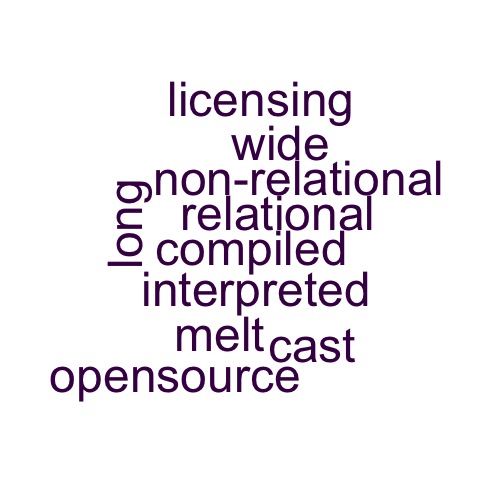 licensing
wide
non-relational
long
relational
compiled
interpreted
melt
cast
opensource